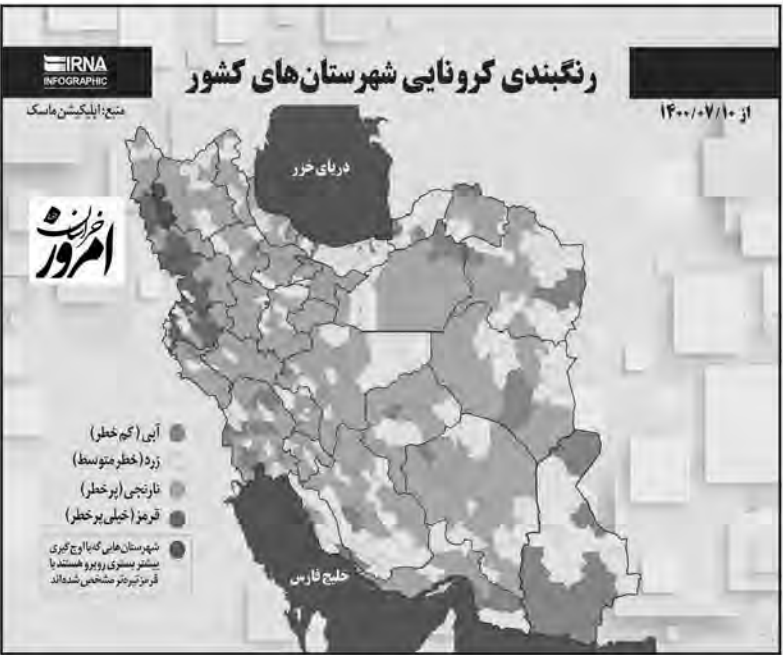 رنگبندی کرونایی شهرستان‌های کشور
IRNA
INFOGRAPHIC
منبع: اپلیکیشن ماسک
از ۱۴۰۰/۰۷/۱۰
دریای خزر
خراسان
امروز
آبی (کم خطر)
زرد (خطر متوسط)
نارنجی (پرخطر)
قرمز (خیلی پرخطر)
شهرستان‌هایی که با اوج‌گیری
بیشتر بستری روبرو هستند با
قرمز تیره‌تر مشخص شده‌اند
خلیج فارس